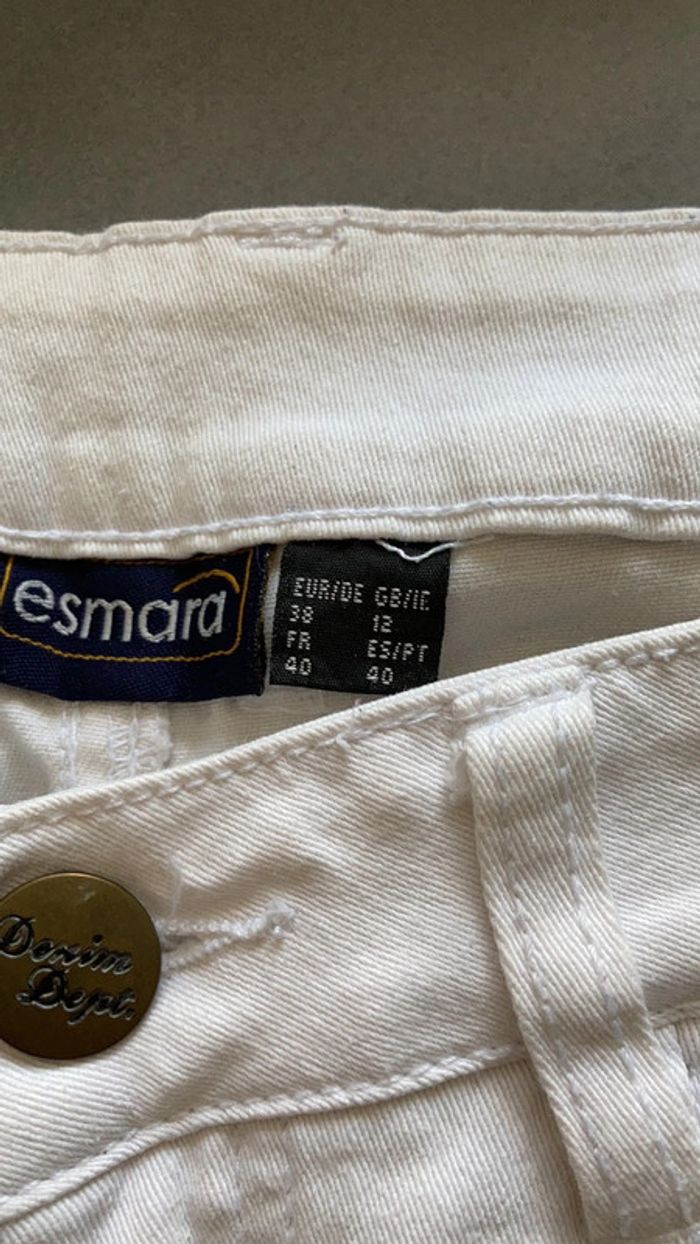 esmara
EUR/DE GB/IE
38 12
FR ES/PT
40 40
Denim
Dept.